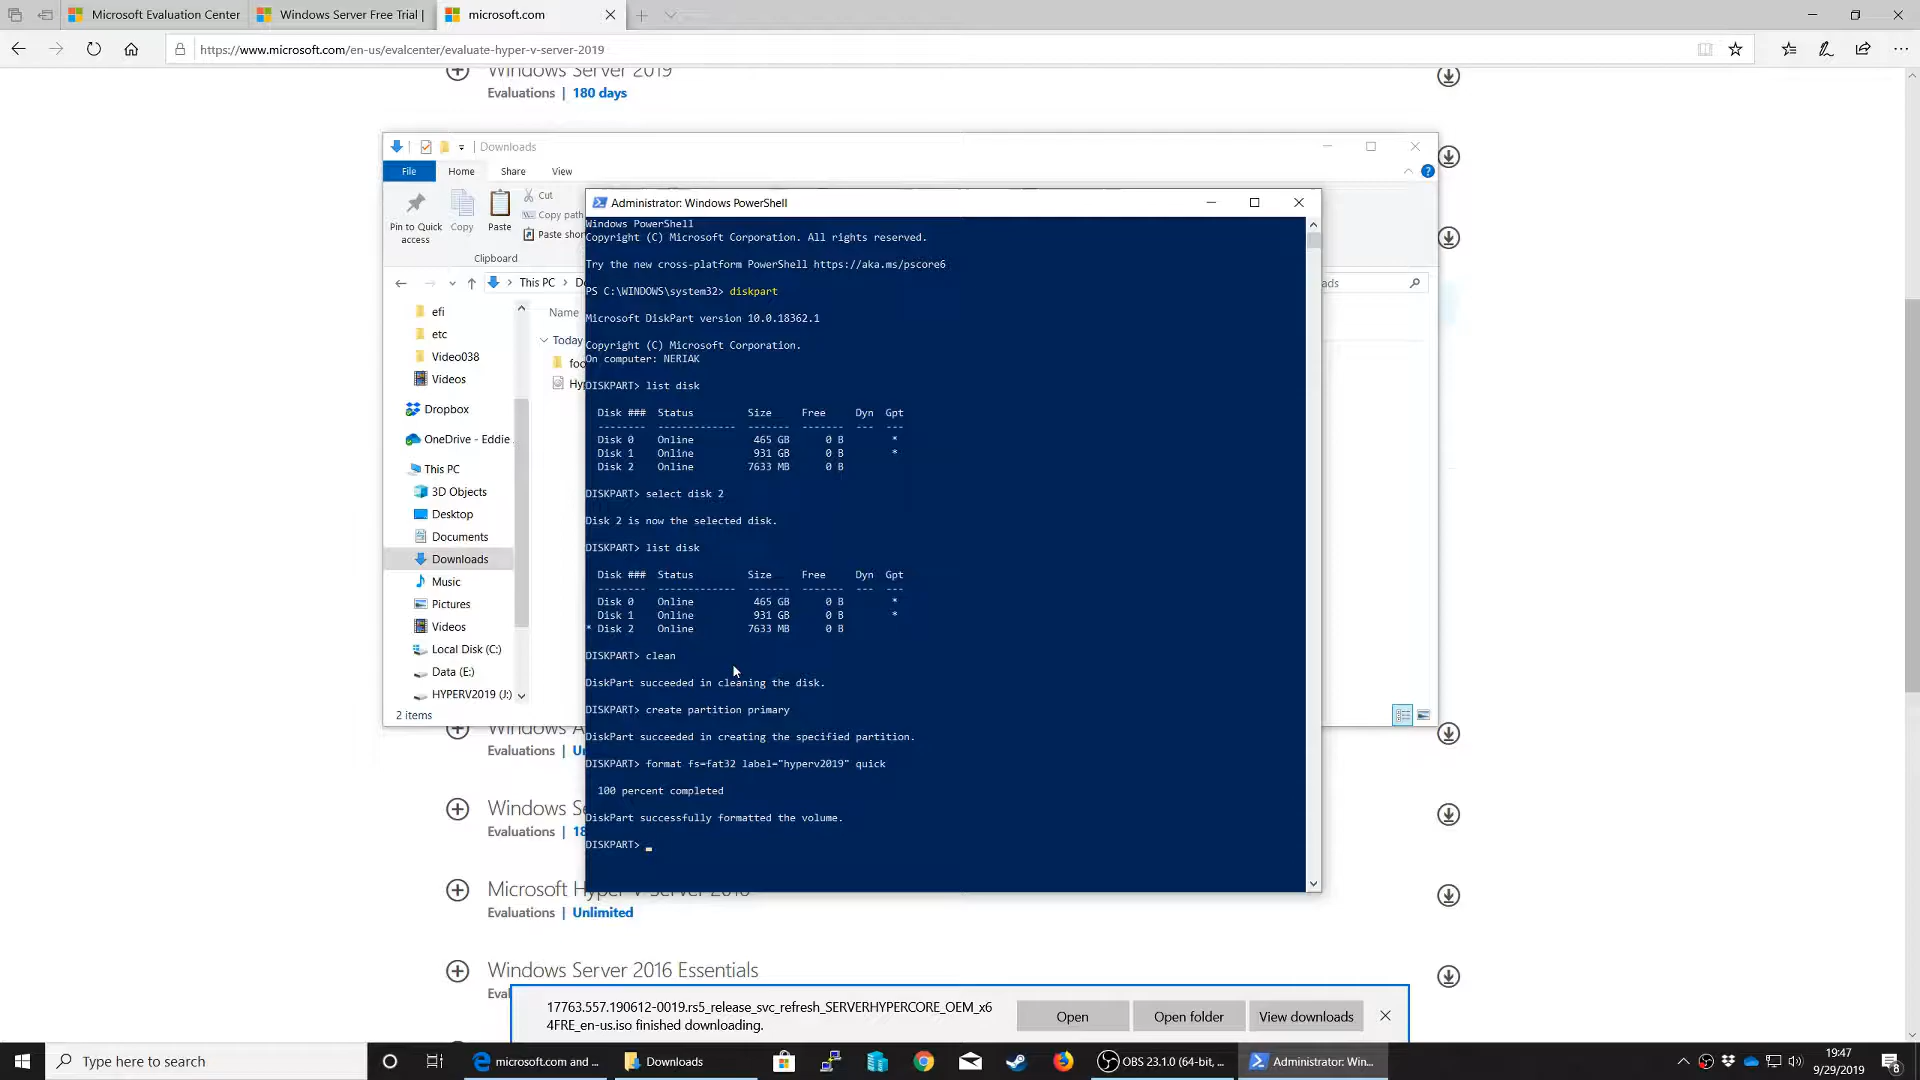 Microsoft Evaluation Center
Windows Server Free Trial |
microsoft.com
https://www.microsoft.com/en-us/evalcenter/evaluate-hyper-v-server-2019
Windows Server 2019
Evaluations | 180 days
Downloads
File Home Share View
Pin to Quick access
Copy
Paste
Cut
Copy path
Clipboard
This PC
efi
etc
Video038
Videos
Dropbox
OneDrive - Eddie
This PC
3D Objects
Desktop
Documents
Downloads
Music
Pictures
Videos
Local Disk (C:)
Data (E:)
HYPERV2019 (J:)
2 items
Name
Today
Administrator: Windows PowerShell
Windows PowerShell
Copyright (C) Microsoft Corporation. All rights reserved.
Try the new cross-platform PowerShell https://aka.ms/pscore6
PS C:\WINDOWS\system32> diskpart
Microsoft DiskPart version 10.0.18362.1
Copyright (C) Microsoft Corporation.
On computer: NERIAK
DISKPART> list disk
Disk ### Status Size Free Dyn Gpt
-------- ------------- ------- ------- --- ---
Disk 0 Online 465 GB 0 B *
Disk 1 Online 931 GB 0 B *
Disk 2 Online 7633 MB 0 B
DISKPART> select disk 2
Disk 2 is now the selected disk.
DISKPART> list disk
Disk ### Status Size Free Dyn Gpt
-------- ------------- ------- ------- --- ---
Disk 0 Online 465 GB 0 B *
Disk 1 Online 931 GB 0 B *
* Disk 2 Online 7633 MB 0 B
DISKPART> clean
DiskPart succeeded in cleaning the disk.
DISKPART> create partition primary
DiskPart succeeded in creating the specified partition.
DISKPART> format fs=fat32 label="hyperv2019" quick
100 percent completed
DiskPart successfully formatted the volume.
DISKPART>
Evaluations |
Windows
Evaluations |
Microsoft
Evaluations | Unlimited
Windows Server 2016 Essentials
17763.557.190612-0019.rs5_release_svc_refresh_SERVERHYPERCORE_OEM_x6
4FRE_en-us.iso finished downloading.
Open
Open folder
View downloads
Type here to search
microsoft.com and ...
Downloads
OBS 23.1.0 (64-bit, ...
Administrator: Win...
19:47
9/29/2019
8